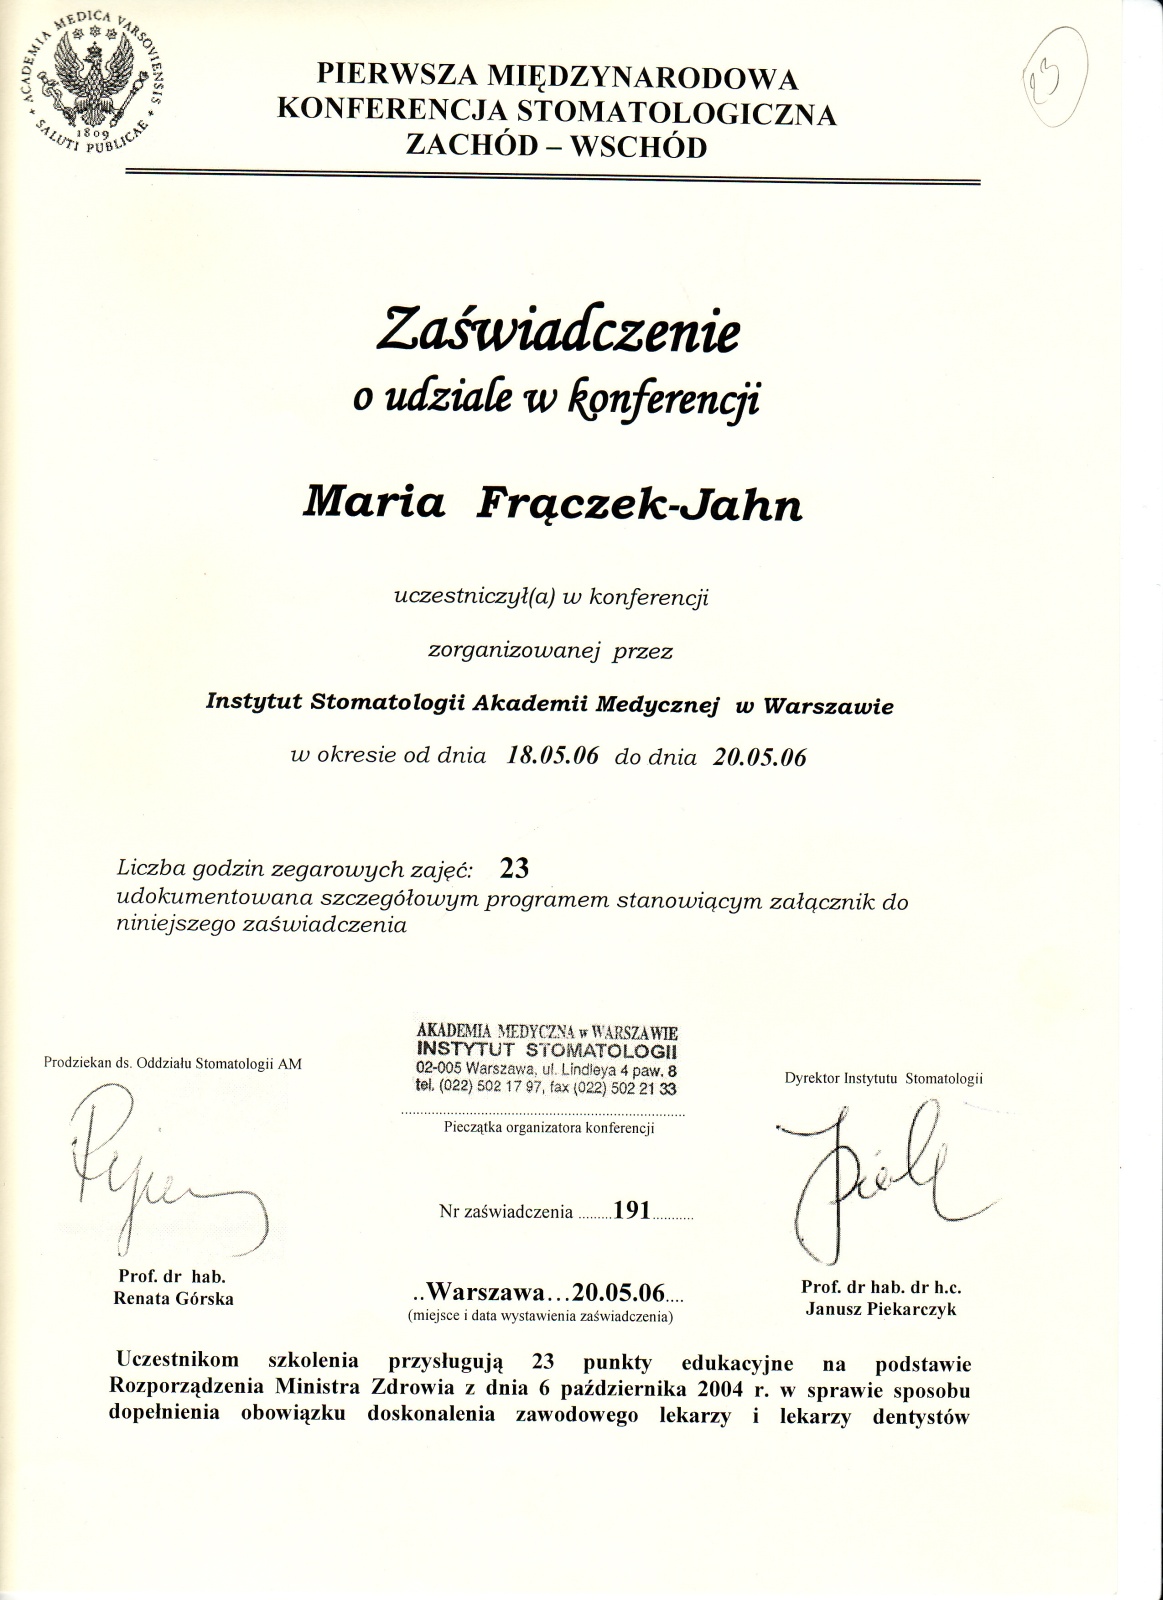 ACADEMIA MEDICA VARSOVIENSIS
SALUTI PUBLICAE
1809
23
PIERWSZA MIĘDZYNARODOWA
KONFERENCJA STOMATOLOGICZNA
ZACHÓD – WSCHÓD
Zaświadczenie
o udziale w konferencji
Maria Frączek-Jahn
uczestniczył(a) w konferencji
zorganizowanej przez
Instytut Stomatologii Akademii Medycznej w Warszawie
w okresie od dnia 18.05.06 do dnia 20.05.06
Liczba godzin zegarowych zajęć: 23
udokumentowana szczegółowym programem stanowiącym załącznik do
niniejszego zaświadczenia
Prodziekan ds. Oddziału Stomatologii AM
AKADEMIA MEDYCZNA w WARSZAWIE
INSTYTUT STOMATOLOGII
02-005 Warszawa, ul. Lindleya 4 paw. 8
tel. (022) 502 17 97, fax (022) 502 21 33
Pieczątka organizatora konferencji
Dyrektor Instytutu Stomatologii
Nr zaświadczenia .........191...........
Prof. dr hab.
Renata Górska
..Warszawa...20.05.06....
(miejsce i data wystawienia zaświadczenia)
Prof. dr hab. dr h.c.
Janusz Piekarczyk
Uczestnikom szkolenia przysługują 23 punkty edukacyjne na podstawie
Rozporządzenia Ministra Zdrowia z dnia 6 października 2004 r. w sprawie sposobu
dopełnienia obowiązku doskonalenia zawodowego lekarzy i lekarzy dentystów